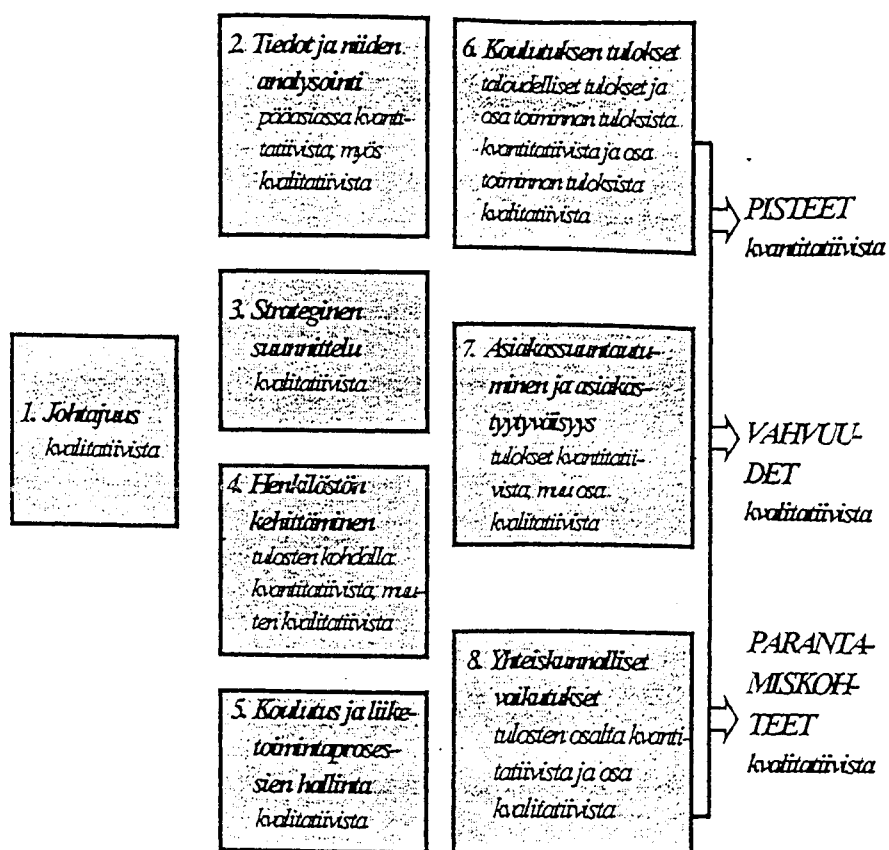 1. Johtajuus
kvalitatiivista
2. Tiedot ja niiden
analysointi
pääasiassa kvanti-
tatiivista, myös
kvalitatiivista
3. Strateginen
suunnittelu
kvalitatiivista
4. Henkilöstön
kehittäminen
tulosten kohdalla
kvantitatiivista, muu-
ten kvalitatiivista
5. Koulutus ja liike-
toimintaproses-
sien hallinta
kvalitatiivista
6. Koulutuksen tulokset
taloudelliset tulokset ja
osa toiminnan tuloksista
kvantitatiivista ja osa
toiminnan tuloksista
kvalitatiivista
7. Asiakassuuntautu-
minen ja asiakas-
tyytyväisyys
tulokset kvantitatii-
vista, muu osa
kvalitatiivista
8. Yhteiskunnalliset
vaikutukset
tulosten osalta kvanti-
tatiivista ja osa
kvalitatiivista
PISTEET
kvantitatiivista
VAHVUU-
DET
kvalitatiivista
PARANTA-
MISKOH-
TEET
kvalitatiivista